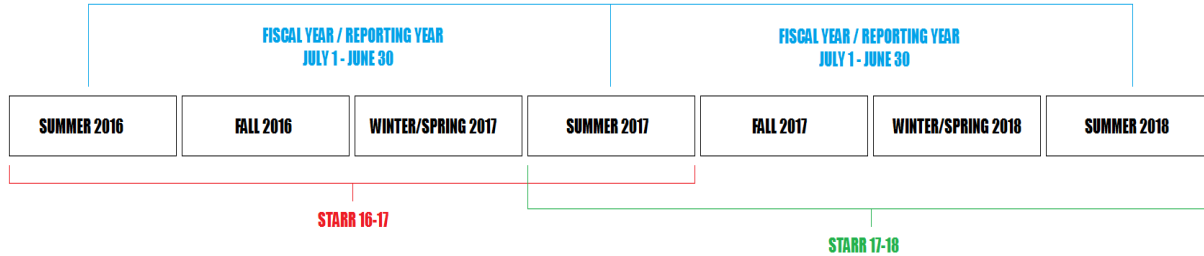 FISCAL YEAR / REPORTING YEAR
JULY 1 - JUNE 30
FISCAL YEAR / REPORTING YEAR
JULY 1 - JUNE 30
SUMMER 2016
FALL 2016
WINTER/SPRING 2017
SUMMER 2017
FALL 2017
WINTER/SPRING 2018
SUMMER 2018
STARR 16-17
STARR 17-18